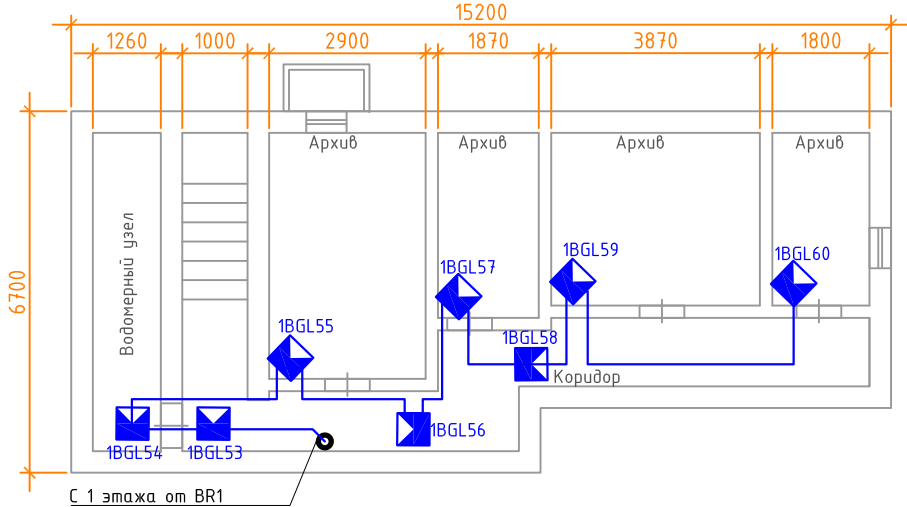 15200
1260
1000
2900
1870
3870
1800
6700
Архив
Архив
Архив
Архив
Водомерный узел
1BGL59
1BGL60
1BGL57
1BGL55
1BGL58
Коридор
1BGL56
1BGL54
1BGL53
С 1 этажа от BR1